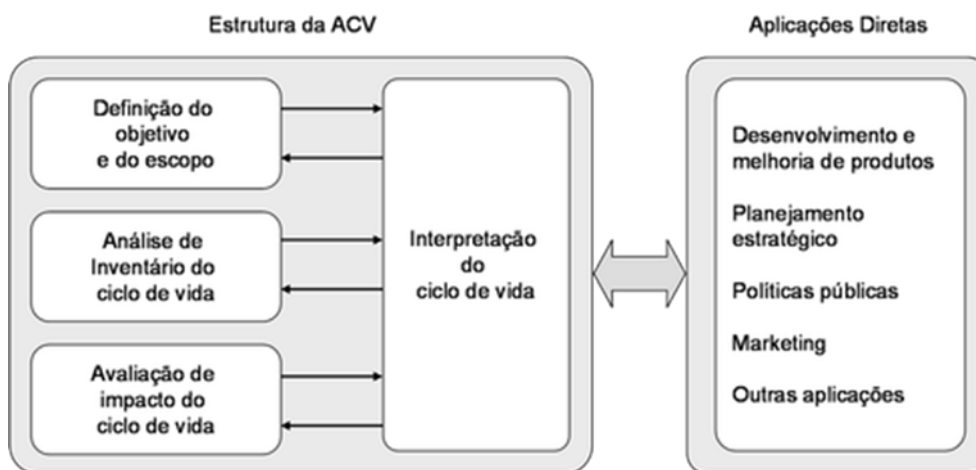 Estrutura da ACV
Definição do
objetivo
e do escopo
Análise de
Inventário do
ciclo de vida
Avaliação de
impacto do
ciclo de vida
Interpretação
do
ciclo de vida
Aplicações Diretas
Desenvolvimento e
melhoria de produtos
Planejamento
estratégico
Políticas públicas
Marketing
Outras aplicações